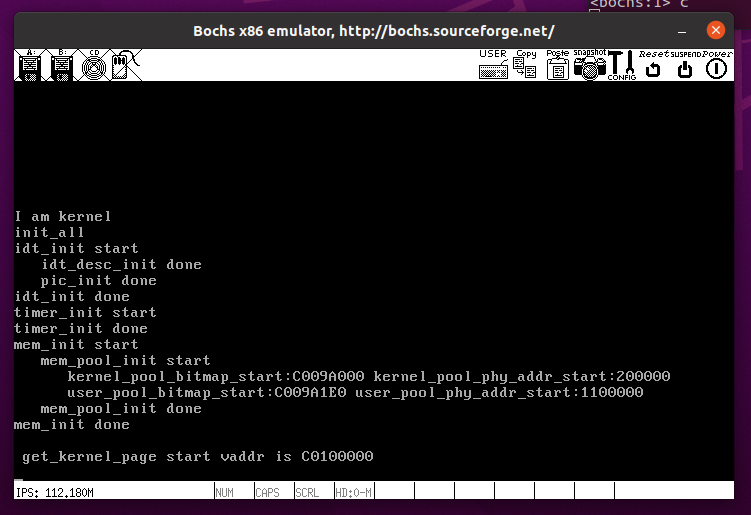 <bochs:1> c
Bochs x86 emulator, http://bochs.sourceforge.net/
A: B: CD USER Copy Paste snapshot CONFIG Reset SUSPEND Power
I am kernel
init_all
idt_init start
idt_desc_init done
pic_init done
idt_init done
timer_init start
timer_init done
mem_init start
mem_pool_init start
kernel_pool_bitmap_start:C009A000 kernel_pool_phy_addr_start:200000
user_pool_bitmap_start:C009A1E0 user_pool_phy_addr_start:1100000
mem_pool_init done
mem_init done
get_kernel_page start vaddr is C0100000
IPS: 112.180M NUM CAPS SCRL HD:0-M